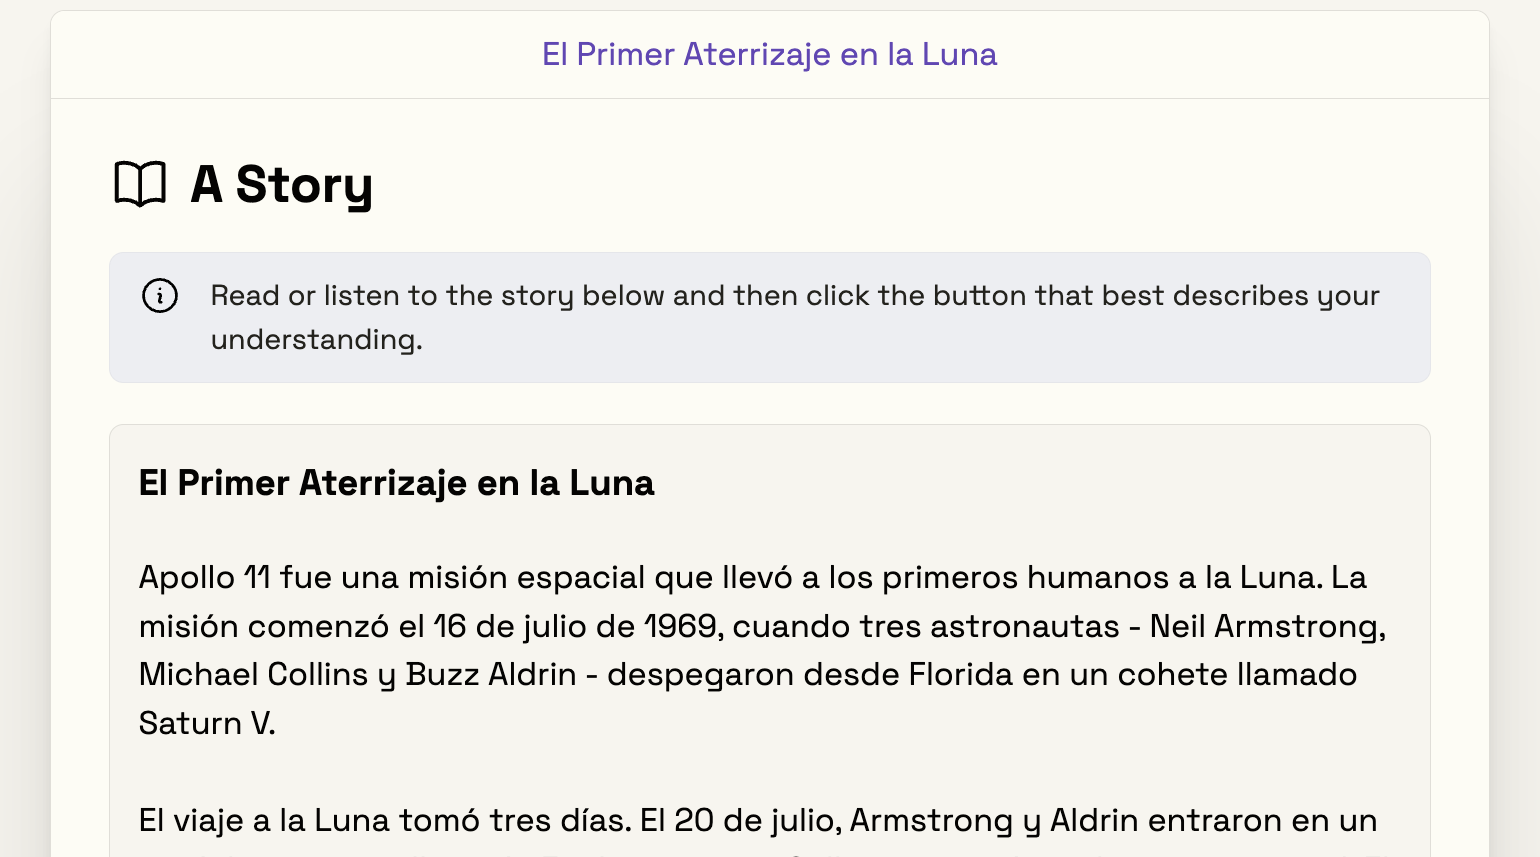 El Primer Aterrizaje en la Luna
A Story
Read or listen to the story below and then click the button that best describes your
understanding.
El Primer Aterrizaje en la Luna
Apollo 11 fue una misión espacial que llevó a los primeros humanos a la Luna. La
misión comenzó el 16 de julio de 1969, cuando tres astronautas - Neil Armstrong,
Michael Collins y Buzz Aldrin - despegaron desde Florida en un cohete llamado
Saturn V.
El viaje a la Luna tomó tres días. El 20 de julio, Armstrong y Aldrin entraron en un